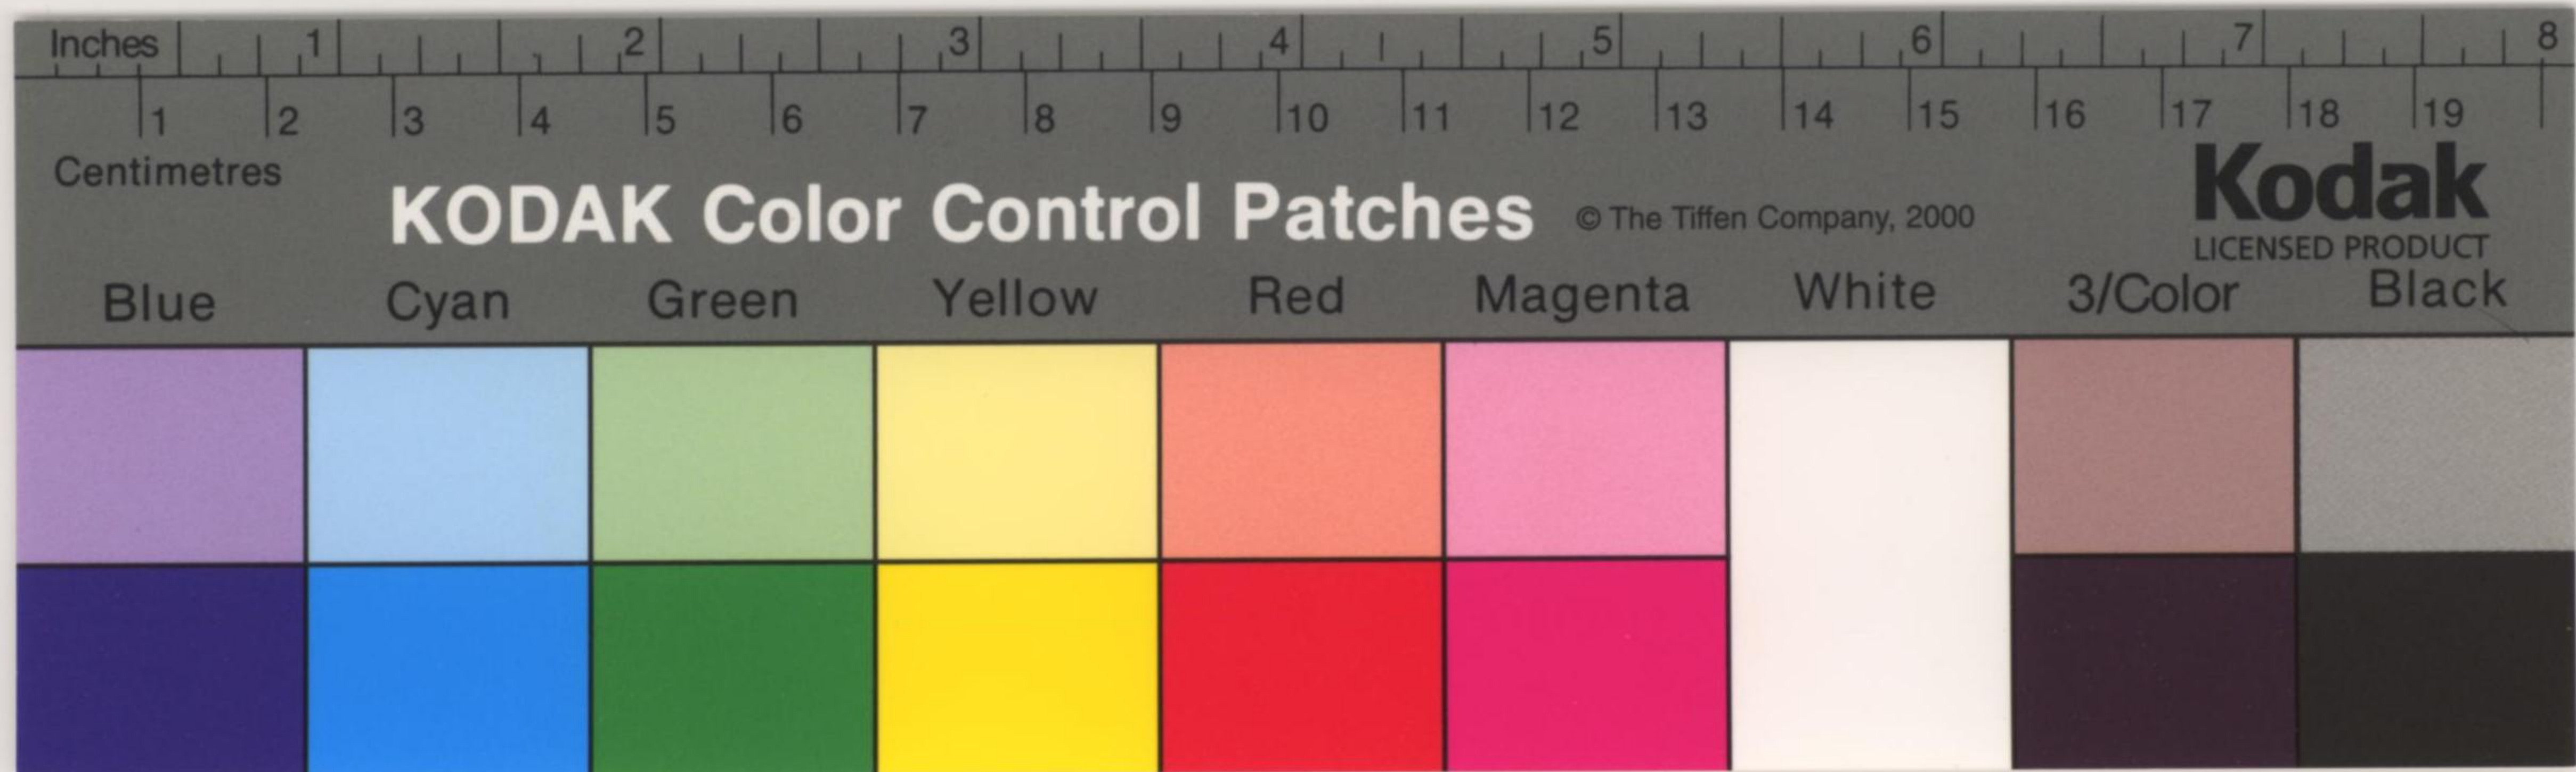 Inches 1 2 3 4 5 6 7 8
1 2 3 4 5 6 7 8 9 10 11 12 13 14 15 16 17 18 19
Centimetres
KODAK Color Control Patches © The Tiffen Company, 2000
Kodak
LICENSED PRODUCT
Blue Cyan Green Yellow Red Magenta White 3/Color Black